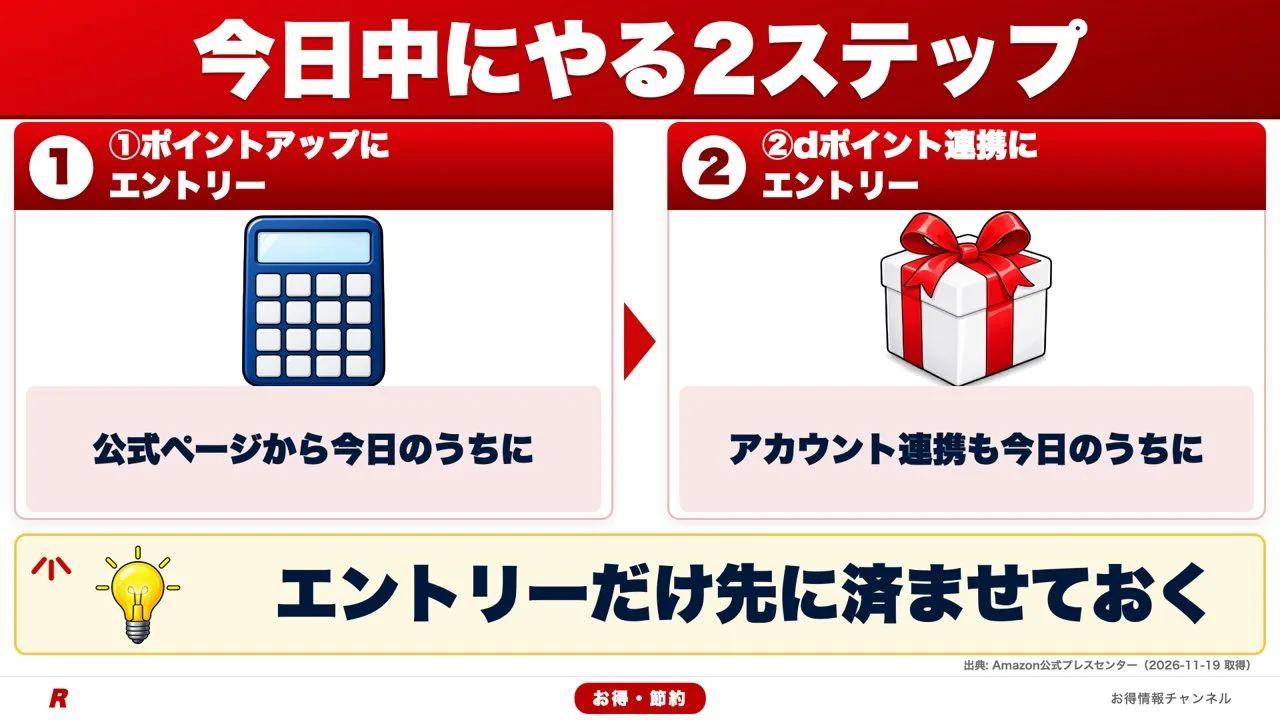 今日中にやる2ステップ
1
①ポイントアップに
エントリー
公式ページから今日のうちに
2
②dポイント連携に
エントリー
アカウント連携も今日のうちに
エントリーだけ先に済ませておく
出典: Amazon公式プレスセンター（2026-11-19 取得）
R
お得・節約
お得情報チャンネル